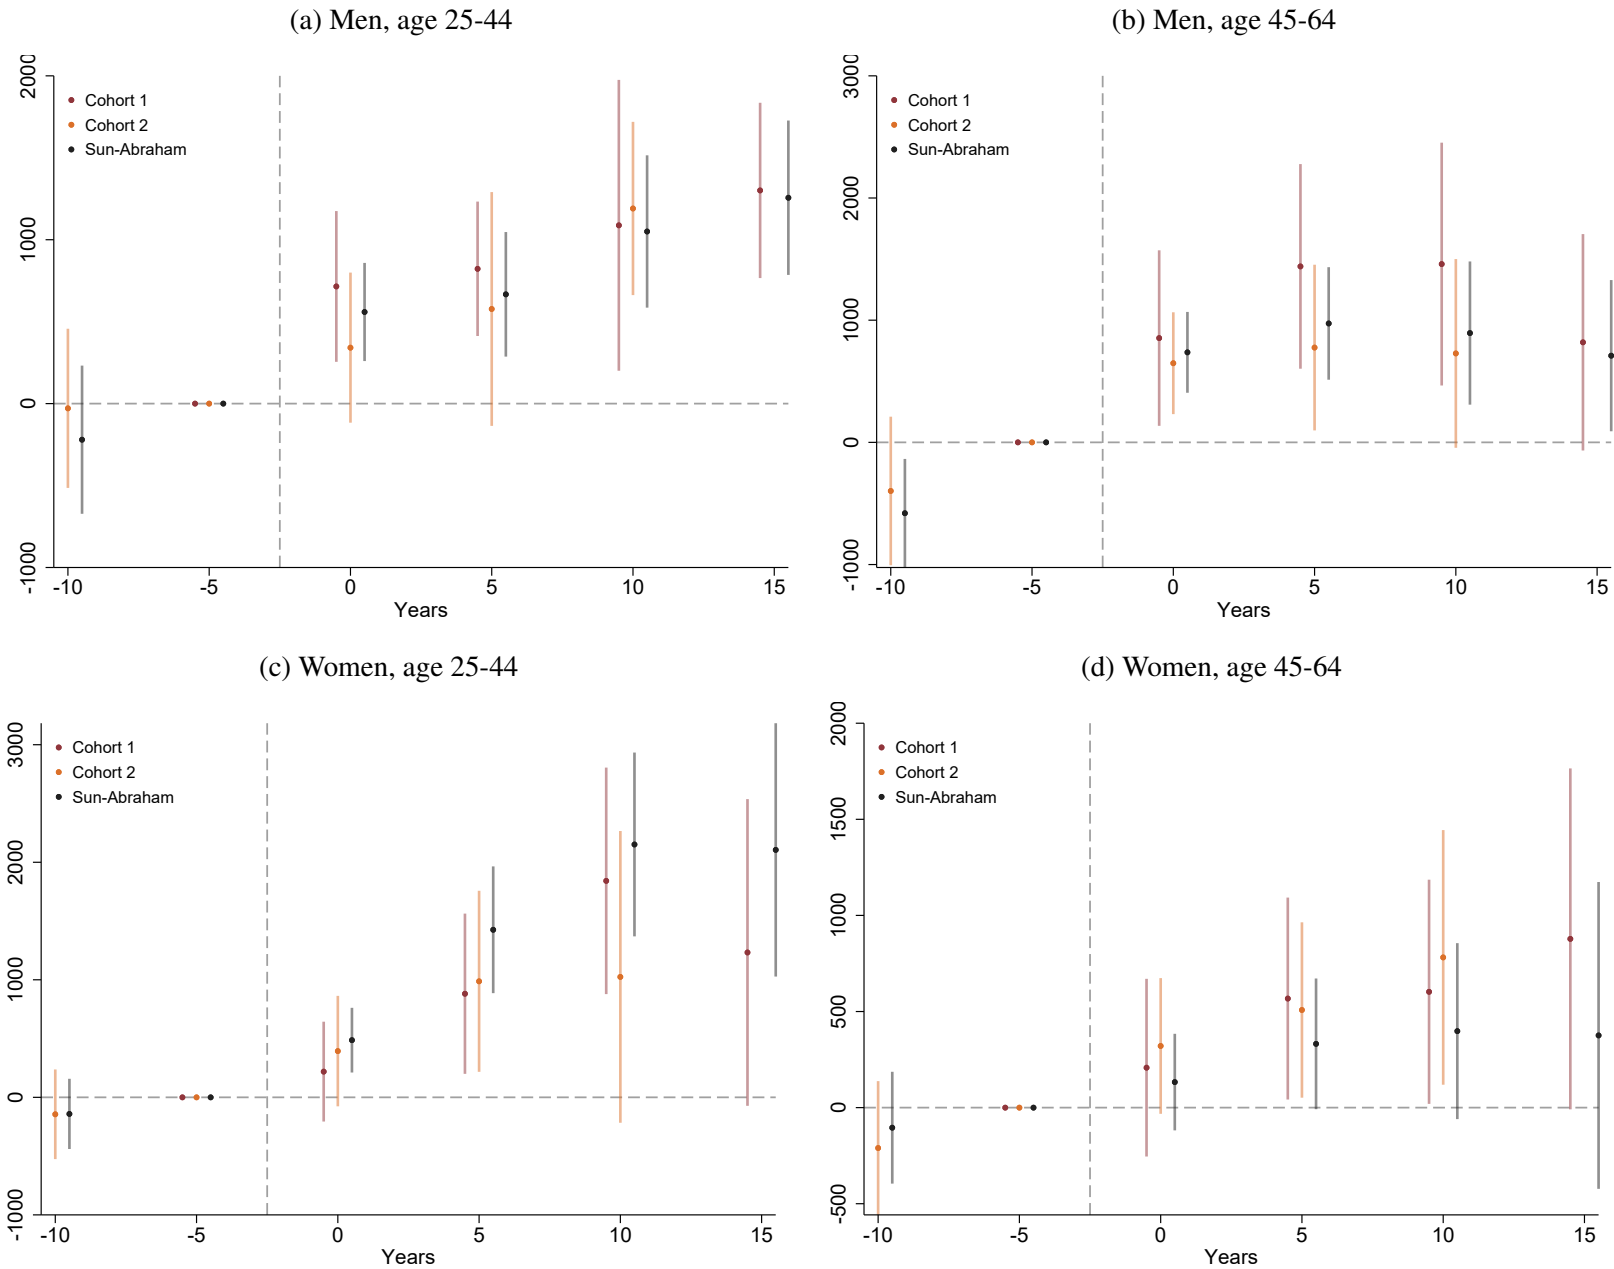 (a) Men, age 25-44
2000
1000
0
-1000
Cohort 1
Cohort 2
Sun-Abraham
-10 -5 0 5 10 15
Years
(b) Men, age 45-64
3000
2000
1000
0
-1000
Cohort 1
Cohort 2
Sun-Abraham
-10 -5 0 5 10 15
Years
(c) Women, age 25-44
3000
2000
1000
0
-1000
Cohort 1
Cohort 2
Sun-Abraham
-10 -5 0 5 10 15
Years
(d) Women, age 45-64
2000
1500
1000
500
0
-500
Cohort 1
Cohort 2
Sun-Abraham
-10 -5 0 5 10 15
Years